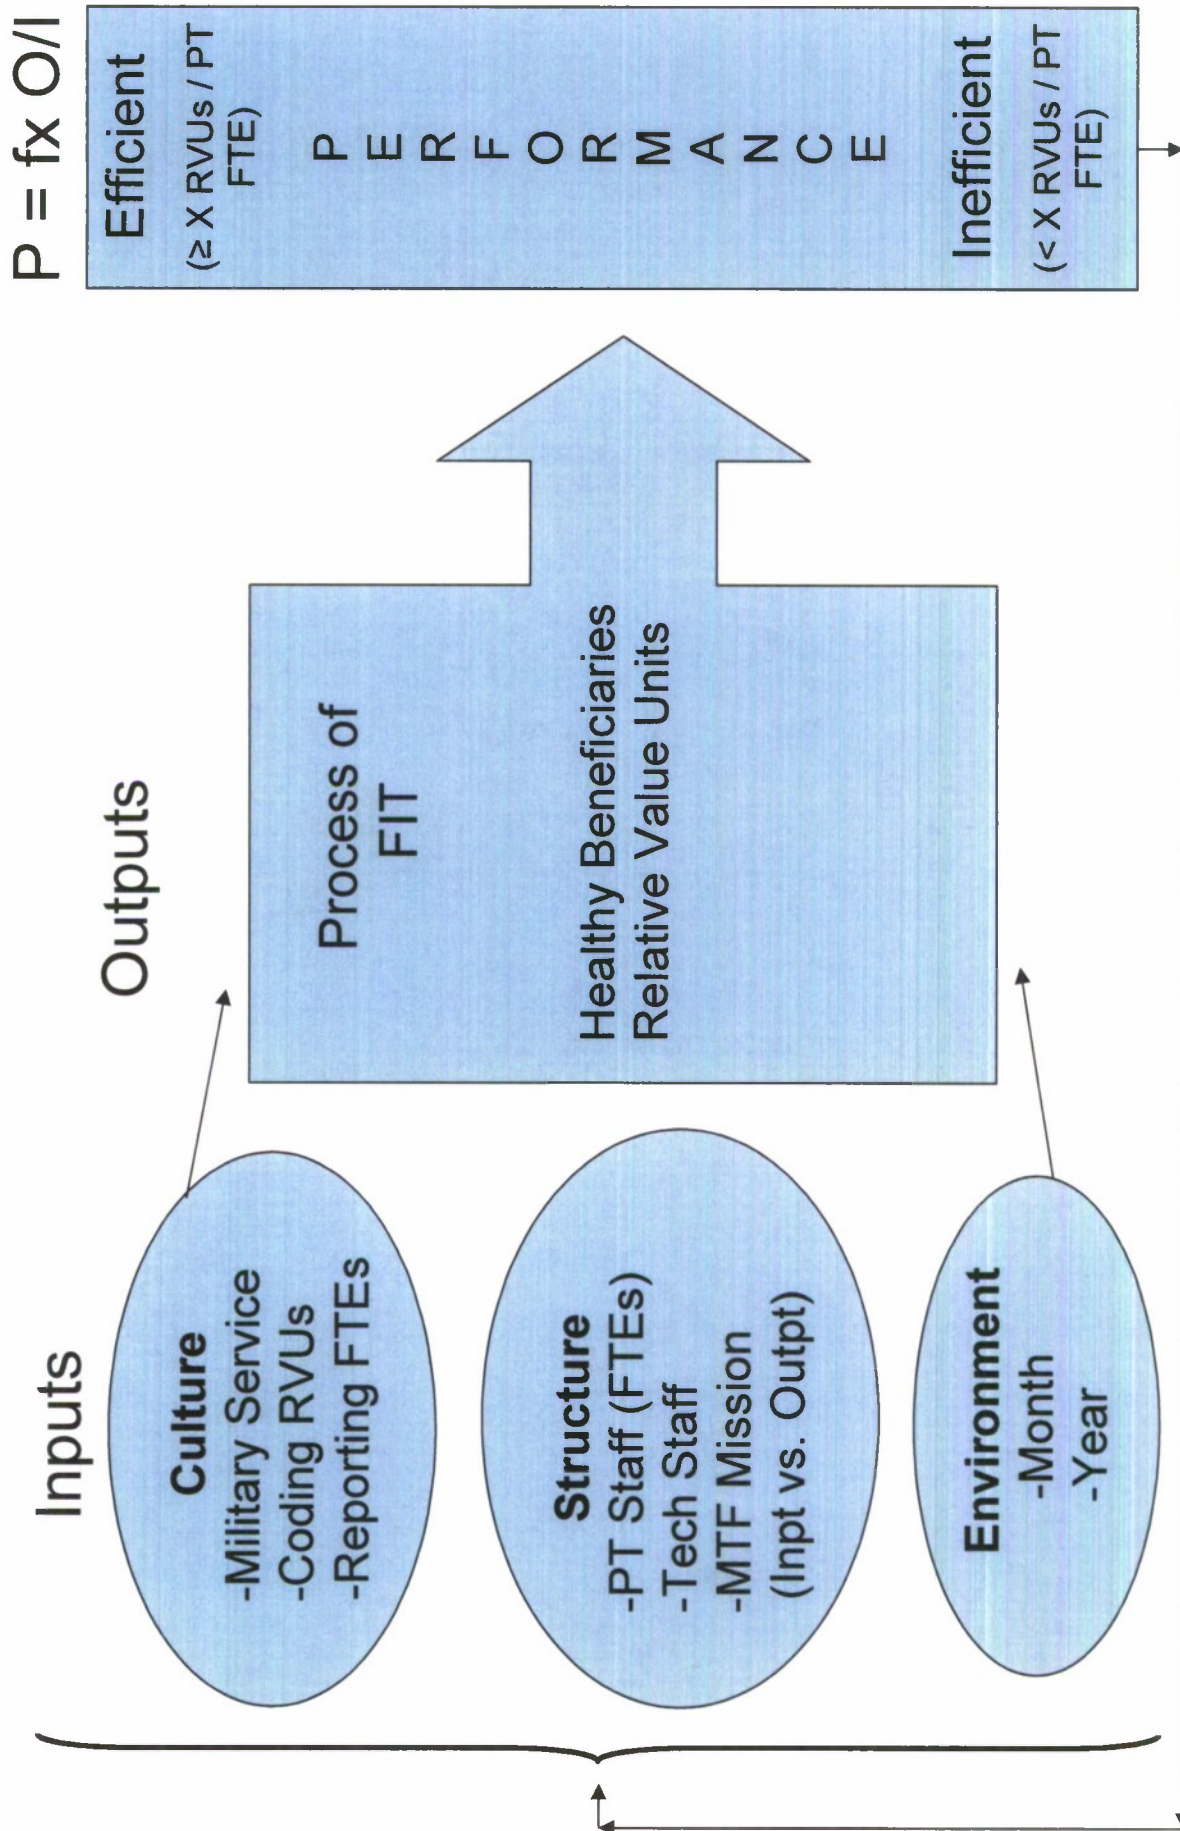 Inputs
Outputs
P = fx O/I
Culture
-Military Service
-Coding RVUs
-Reporting FTEs
Structure
-PT Staff (FTEs)
-Tech Staff
-MTF Mission
(Inpt vs. Outpt)
Environment
-Month
-Year
Process of
FIT
Healthy Beneficiaries
Relative Value Units
Efficient
(≥ X RVUs / PT
FTE)
P
E
R
F
O
R
M
A
N
C
E
Inefficient
(< X RVUs / PT
FTE)